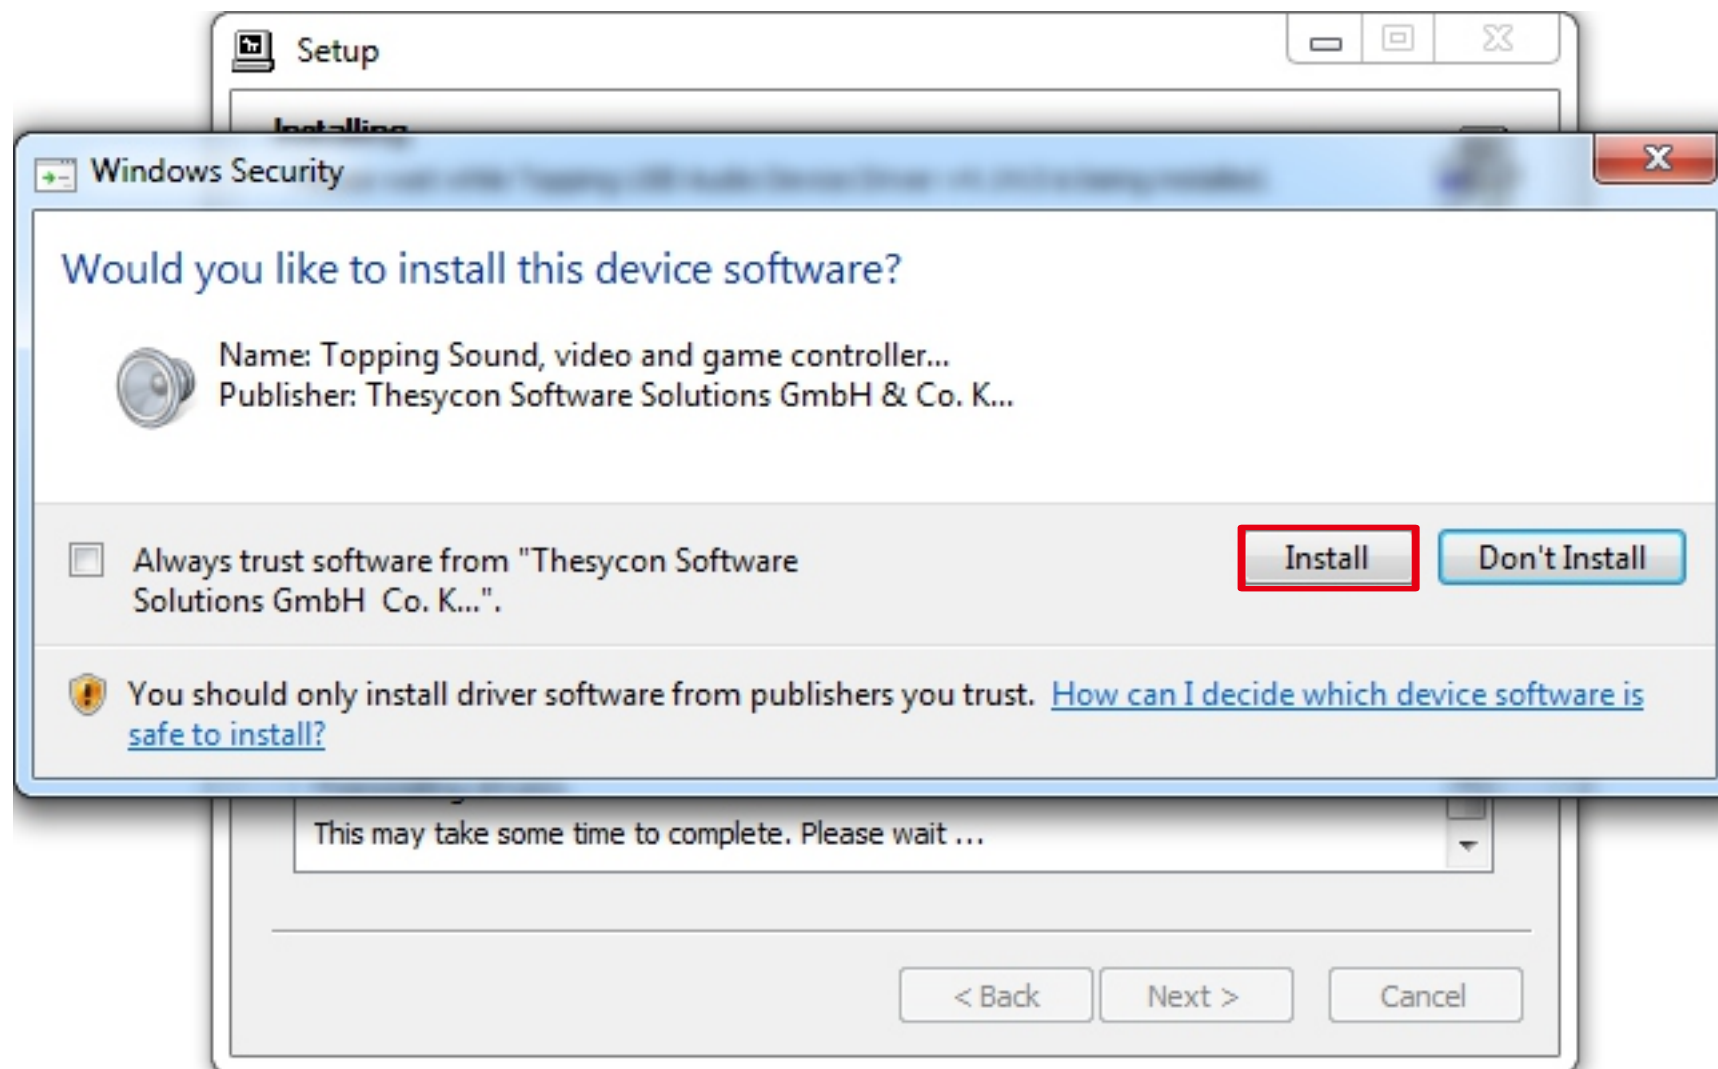 Setup
Installing
Windows Security
Would you like to install this device software?
Name: Topping Sound, video and game controller...
Publisher: Thesycon Software Solutions GmbH & Co. K...
Always trust software from "Thesycon Software
Solutions GmbH  Co. K...".
Install
Don't Install
You should only install driver software from publishers you trust. How can I decide which device software is
safe to install?
This may take some time to complete. Please wait ...
< Back
Next >
Cancel